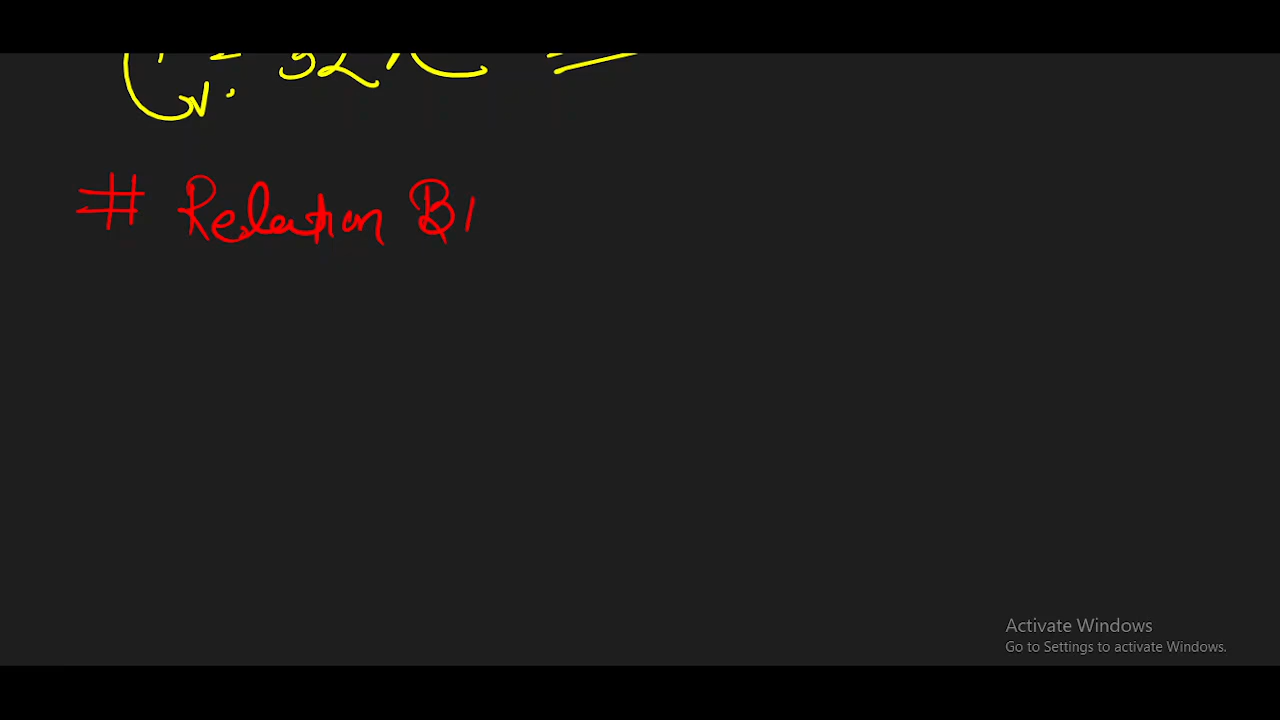 # Relation B/
Activate Windows
Go to Settings to activate Windows.